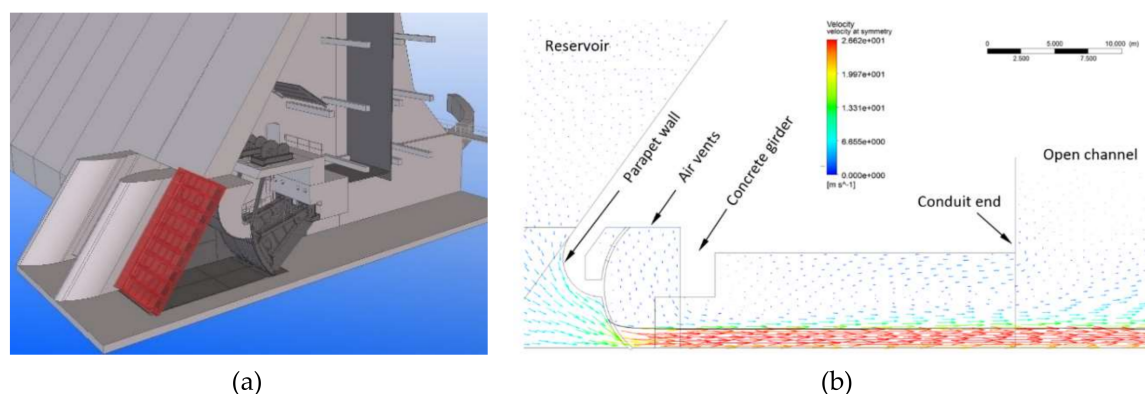 Reservoir
Velocity
velocity at symmetry
2.662e+001
1.997e+001
1.331e+001
6.655e+000
0.000e+000
[m s^-1]
0 5.000 10.000 (m)
2.500 7.500
Parapet wall
Air vents
Concrete girder
Open channel
Conduit end
(a)
(b)